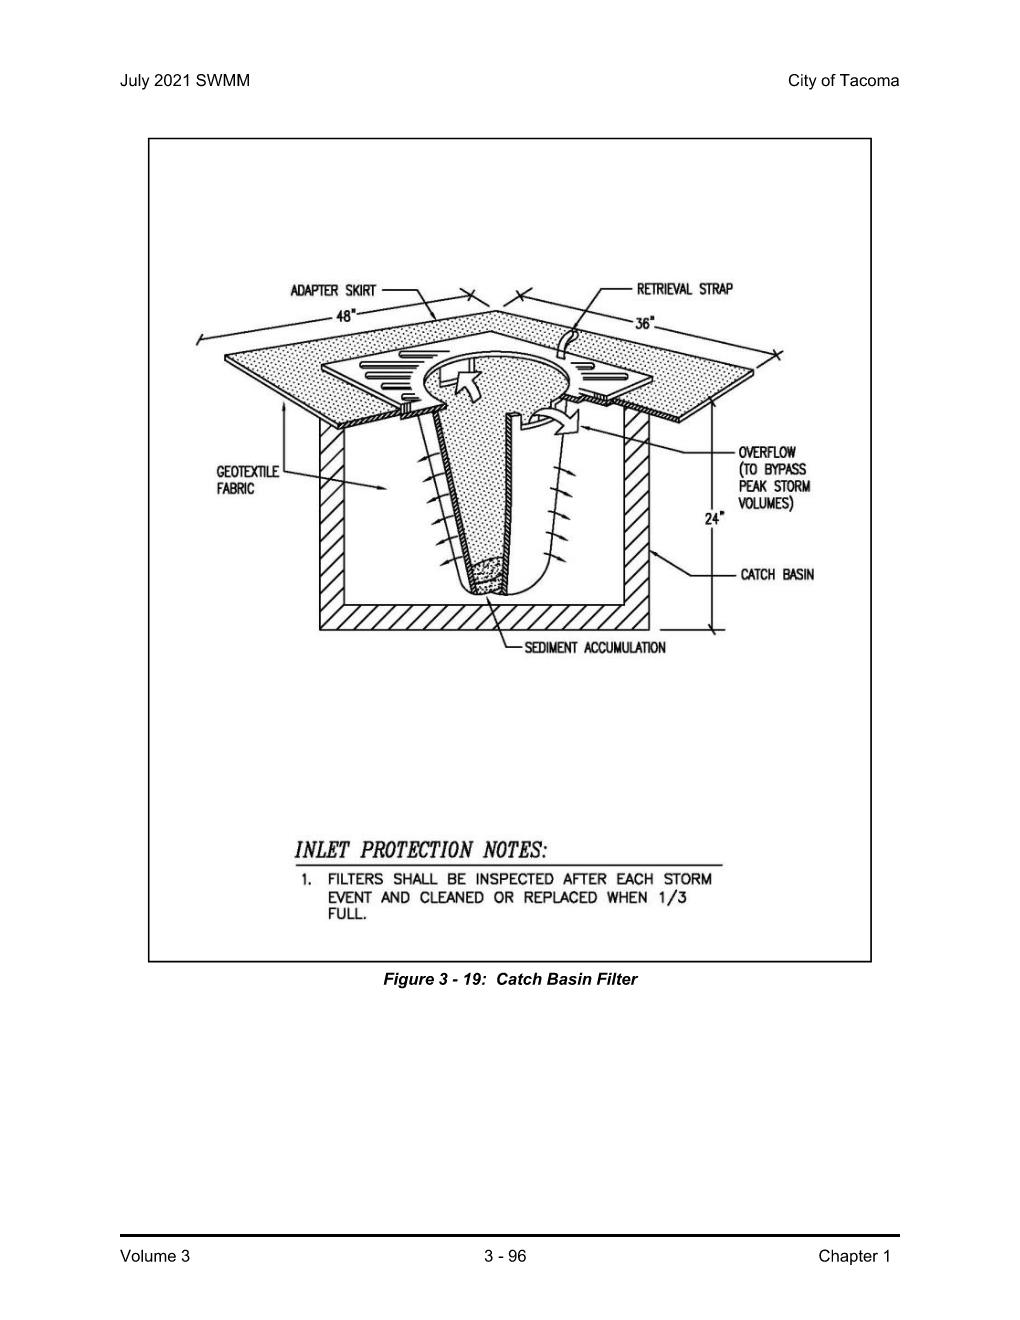 July 2021 SWMM
City of Tacoma
ADAPTER SKIRT
RETRIEVAL STRAP
48"
36"
GEOTEXTILE
FABRIC
OVERFLOW
(TO BYPASS
PEAK STORM
VOLUMES)
24"
CATCH BASIN
SEDIMENT ACCUMULATION
INLET PROTECTION NOTES:
1. FILTERS SHALL BE INSPECTED AFTER EACH STORM
EVENT AND CLEANED OR REPLACED WHEN 1/3
FULL.
Figure 3 - 19: Catch Basin Filter
Volume 3
3 - 96
Chapter 1